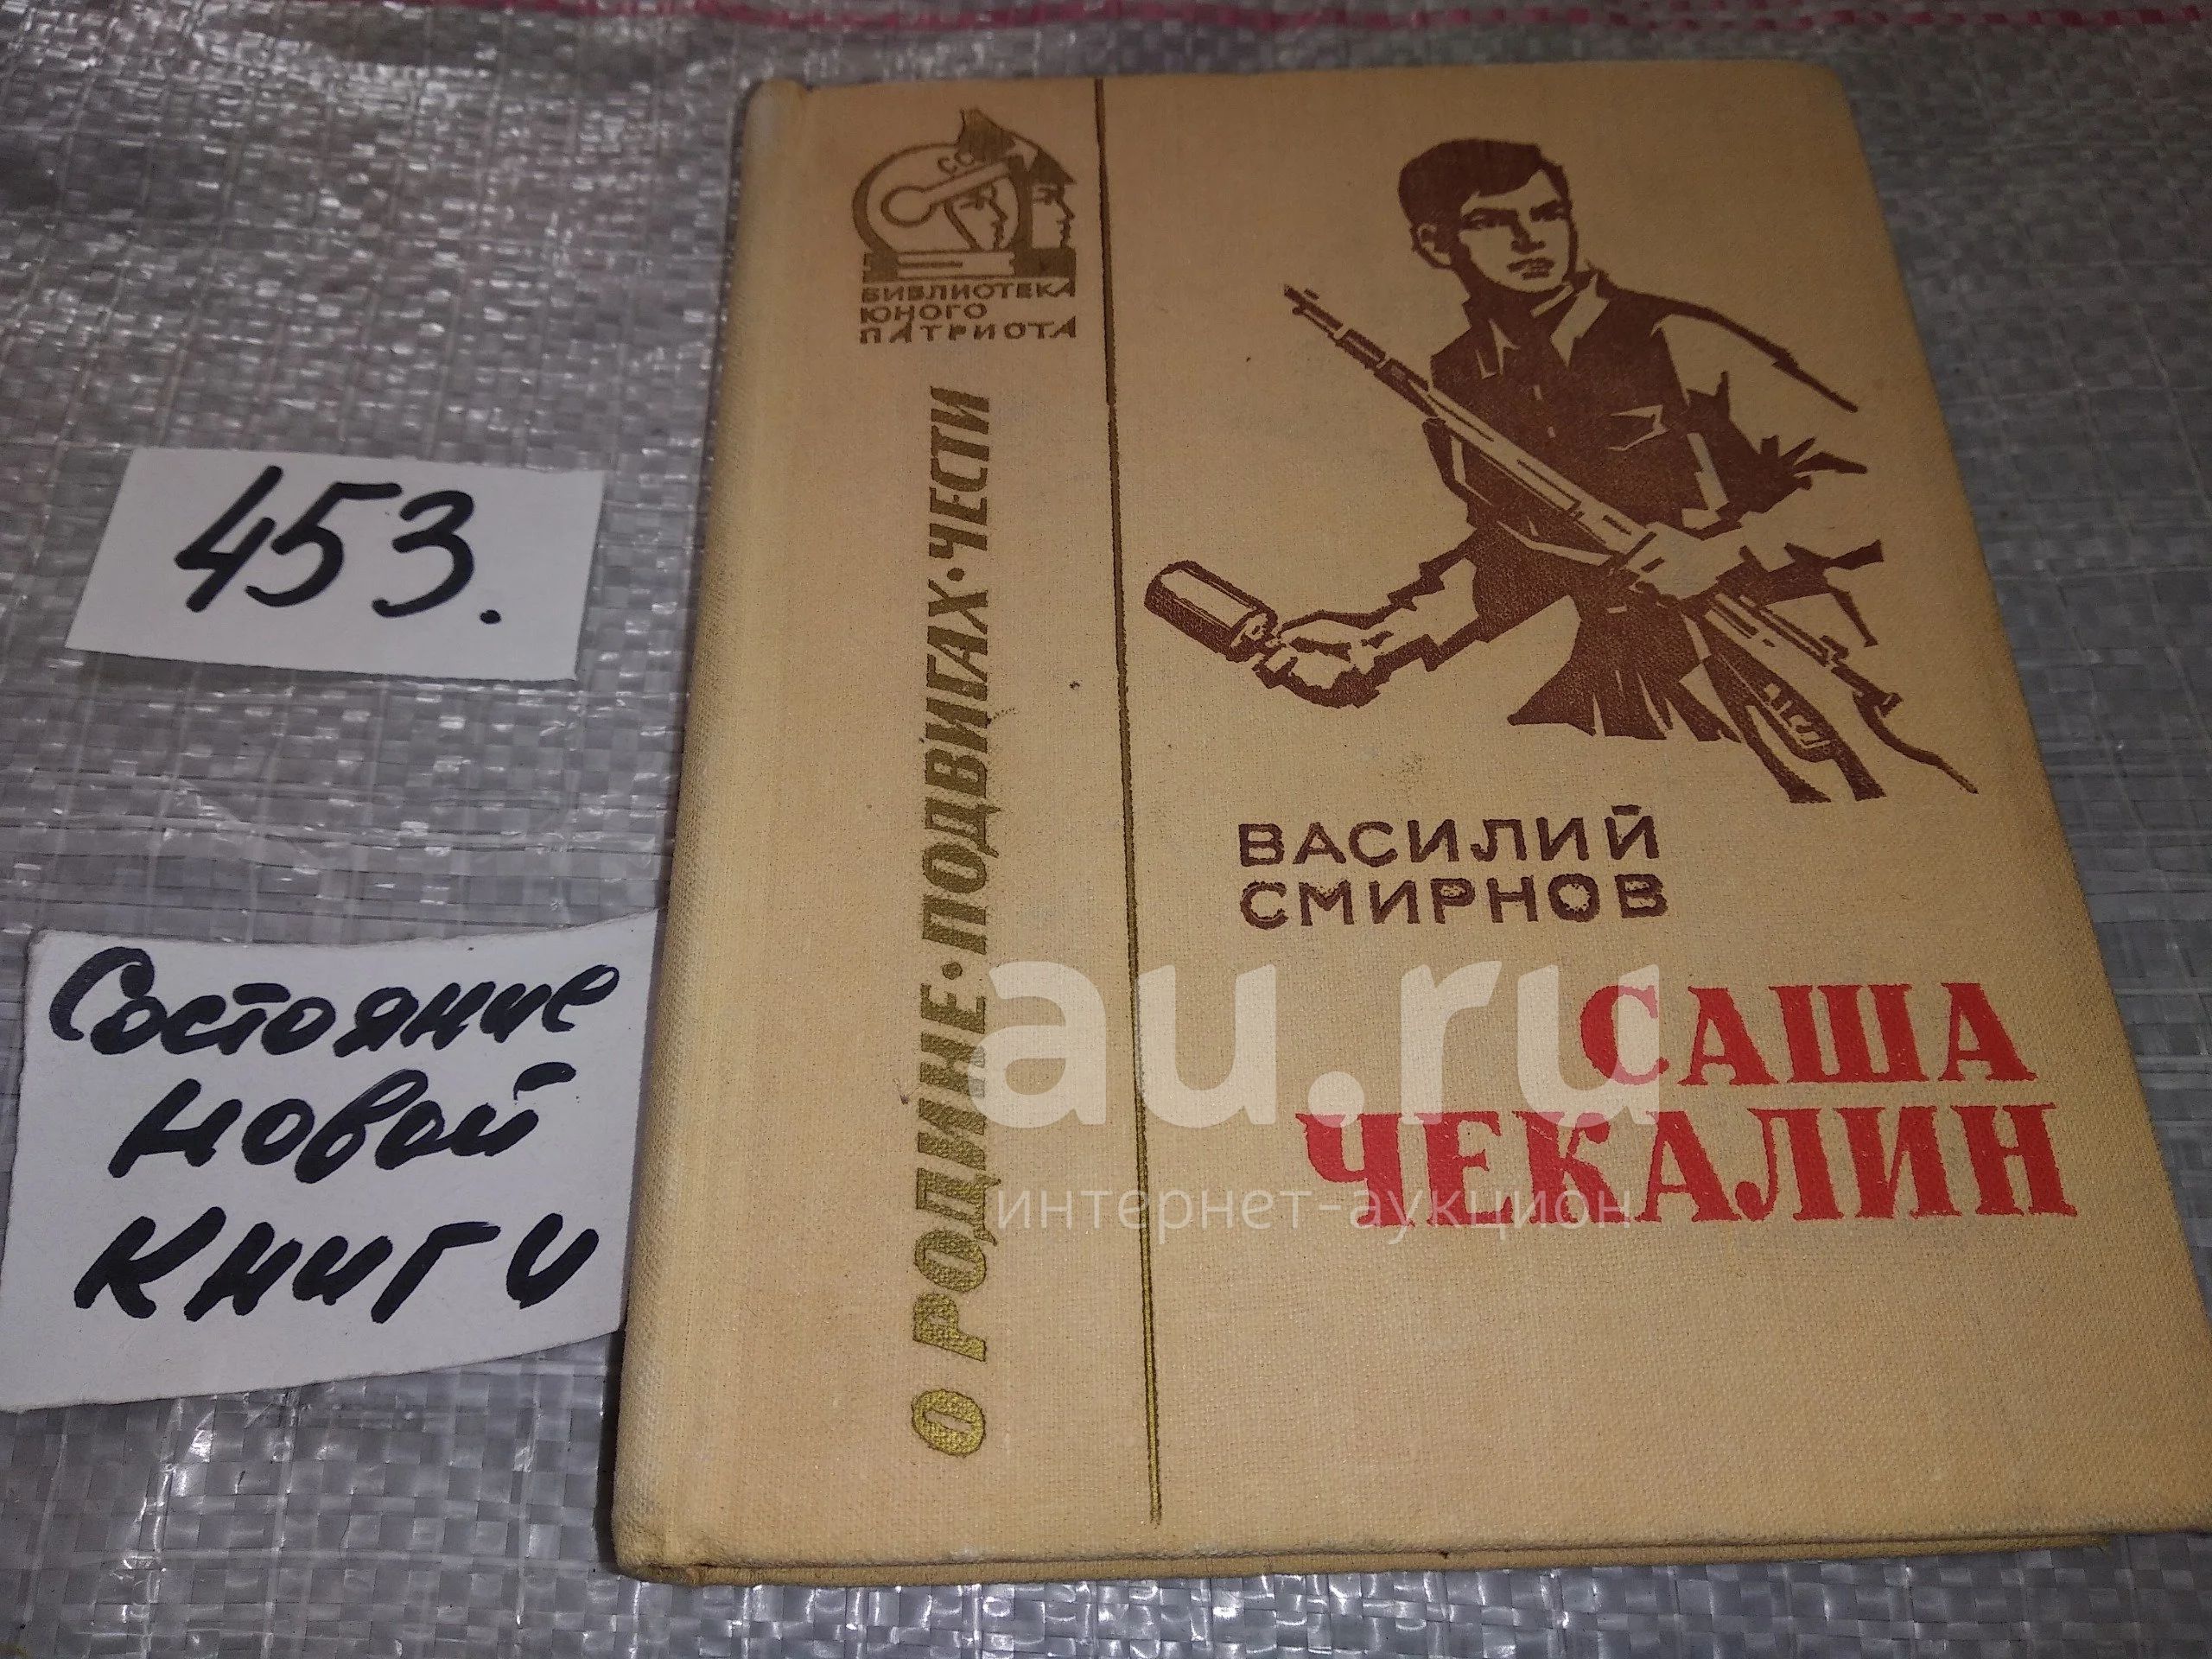 453.
Состояние
новой
книги
БИБЛИОТЕКА
ЮНОГО
ПАТРИОТА
О РОДИНЕ·ПОДВИГАХ·ЧЕСТИ
ВАСИЛИЙ
СМИРНОВ
САША
ЧЕКАЛИН
au.ru
интернет-аукцион